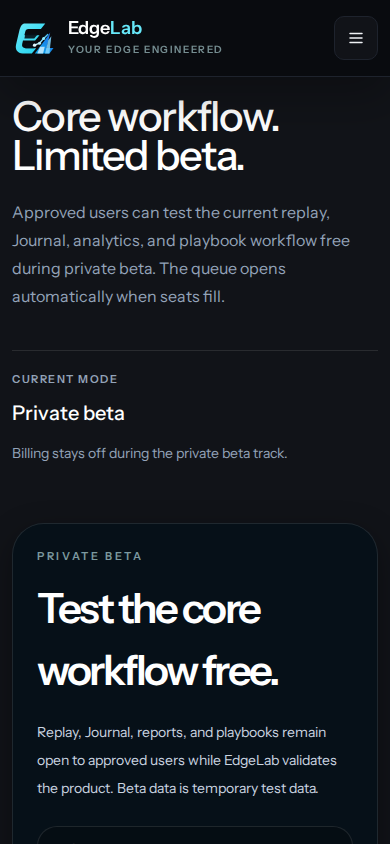 EdgeLab
YOUR EDGE ENGINEERED
Core workflow.
Limited beta.
Approved users can test the current replay,
Journal, analytics, and playbook workflow free
during private beta. The queue opens
automatically when seats fill.
CURRENT MODE
Private beta
Billing stays off during the private beta track.
PRIVATE BETA
Test the core
workflow free.
Replay, Journal, reports, and playbooks remain
open to approved users while EdgeLab validates
the product. Beta data is temporary test data.